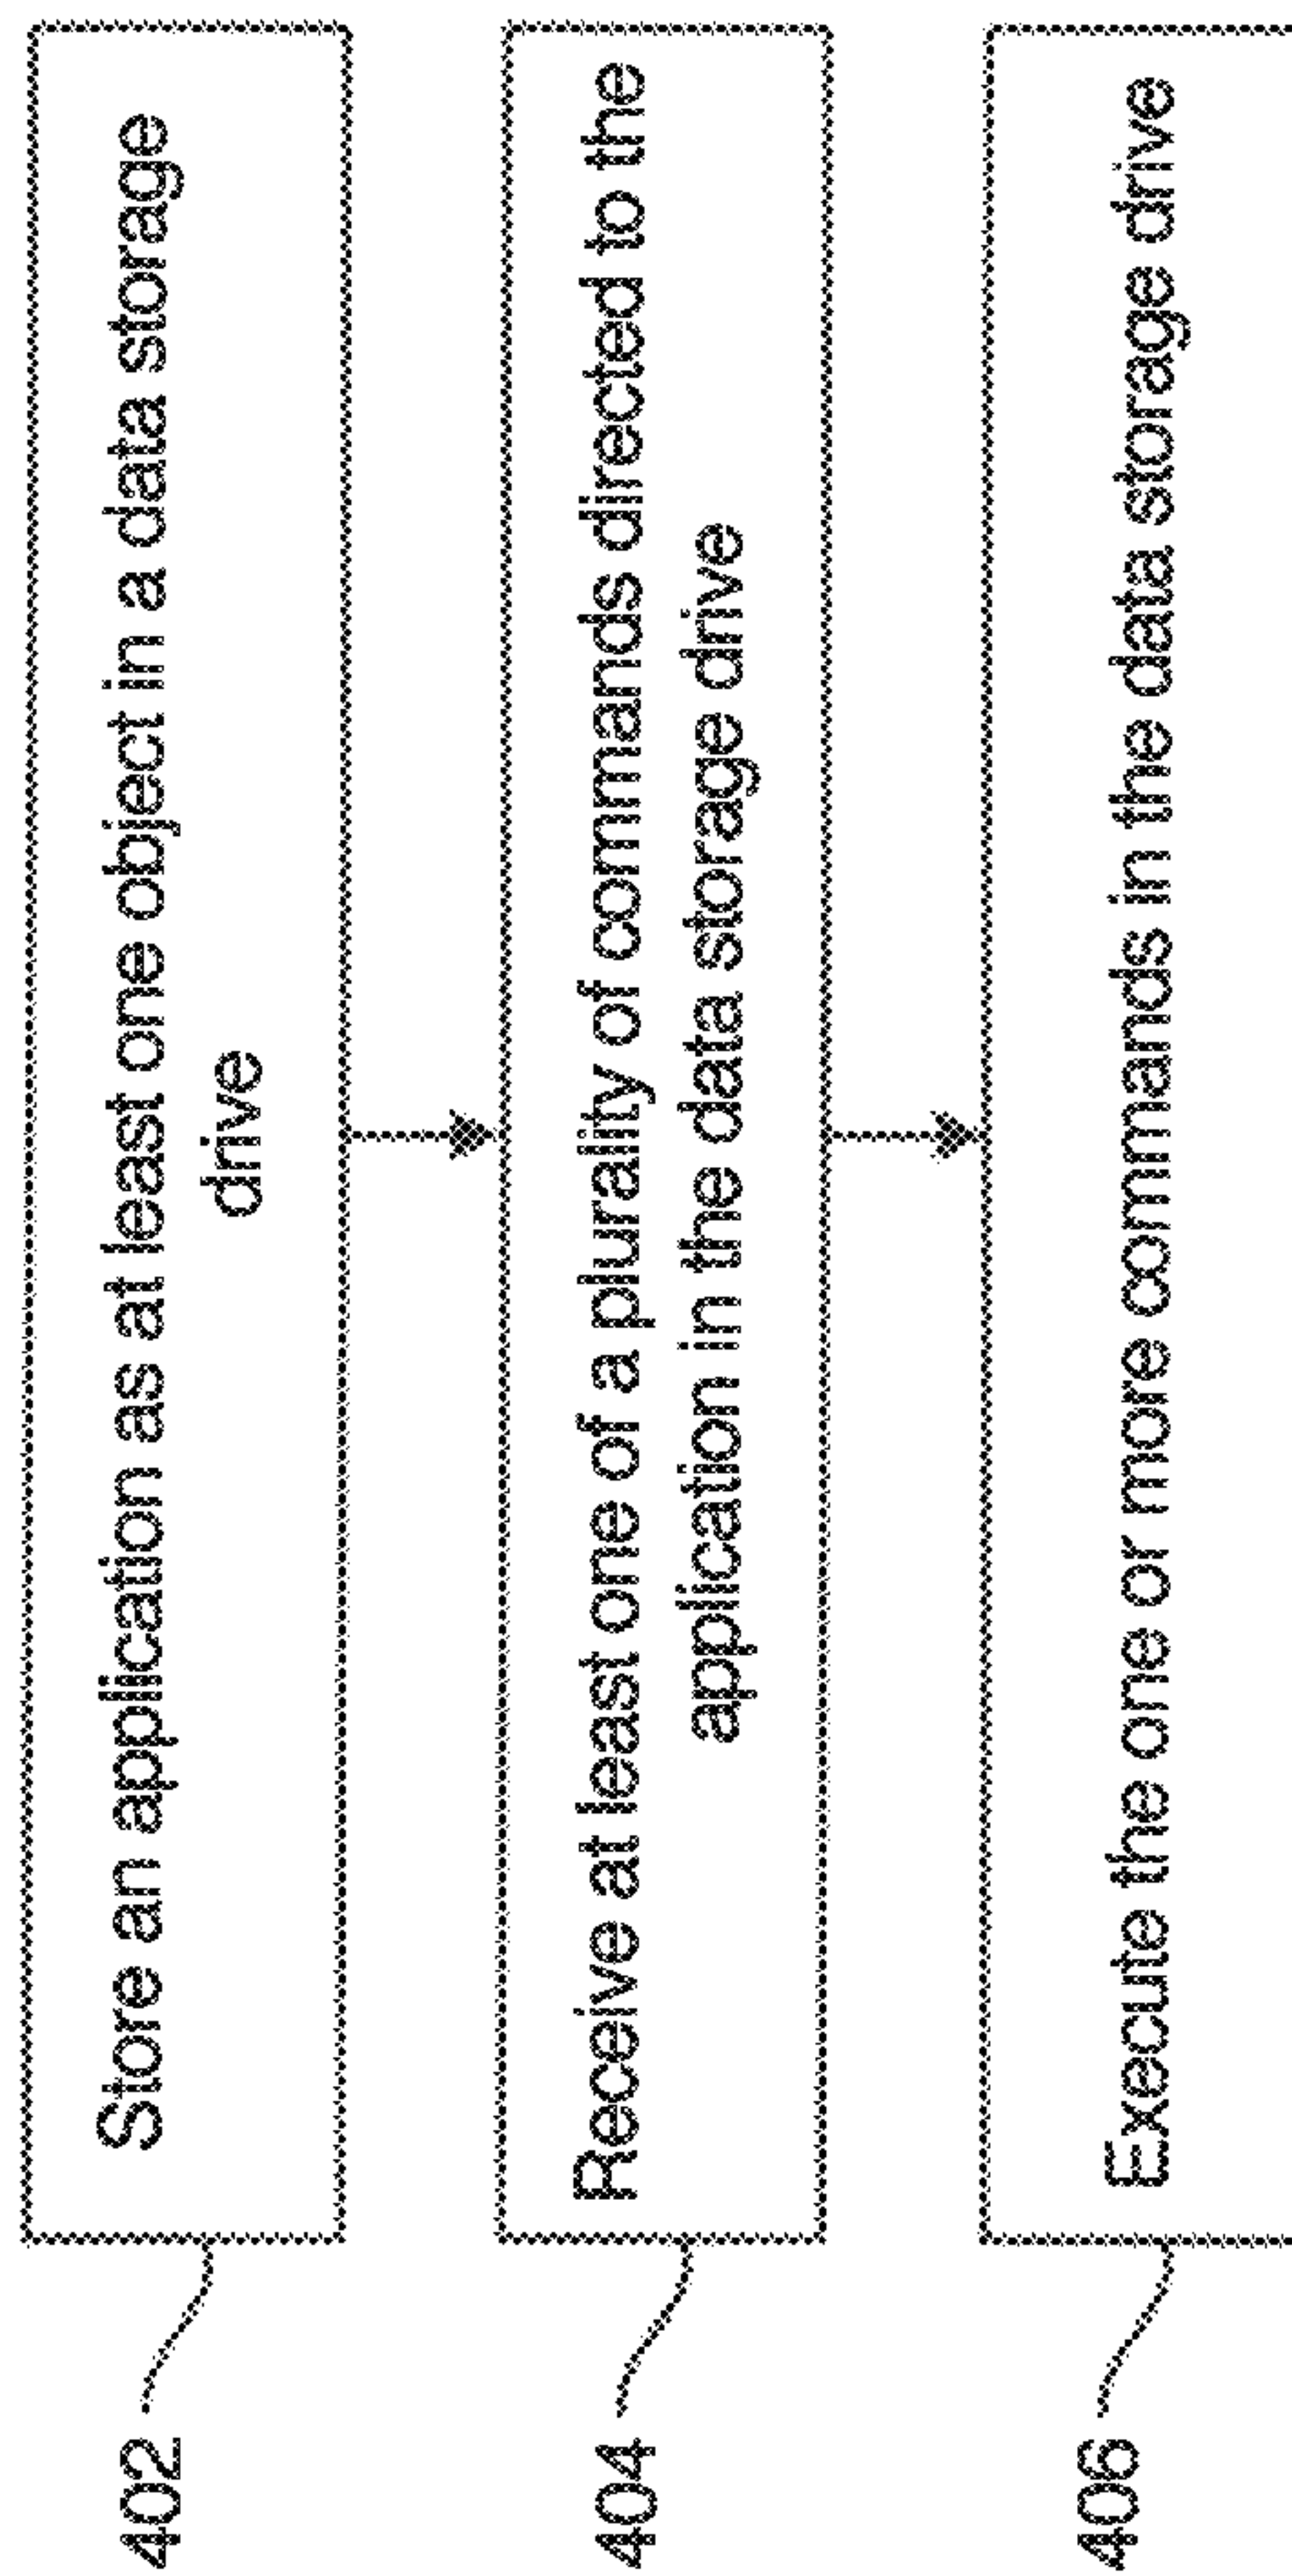 402
Store an application as at least one object in a data storage
drive
404
Receive at least one of a plurality of commands directed to the
application in the data storage drive
406
Execute the one or more commands in the data storage drive